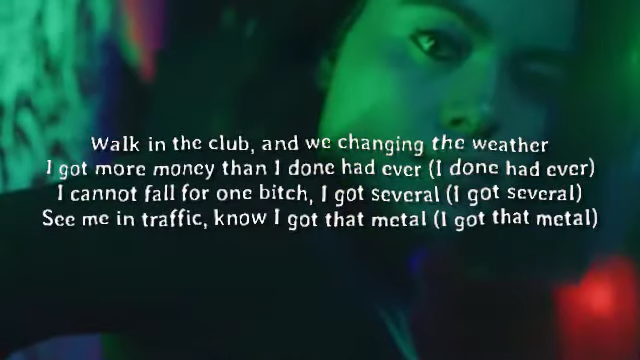 Walk in the club, and we changing the weather
I got more money than I done had ever (I done had ever)
I cannot fall for one bitch, I got several (I got several)
See me in traffic, know I got that metal (I got that metal)